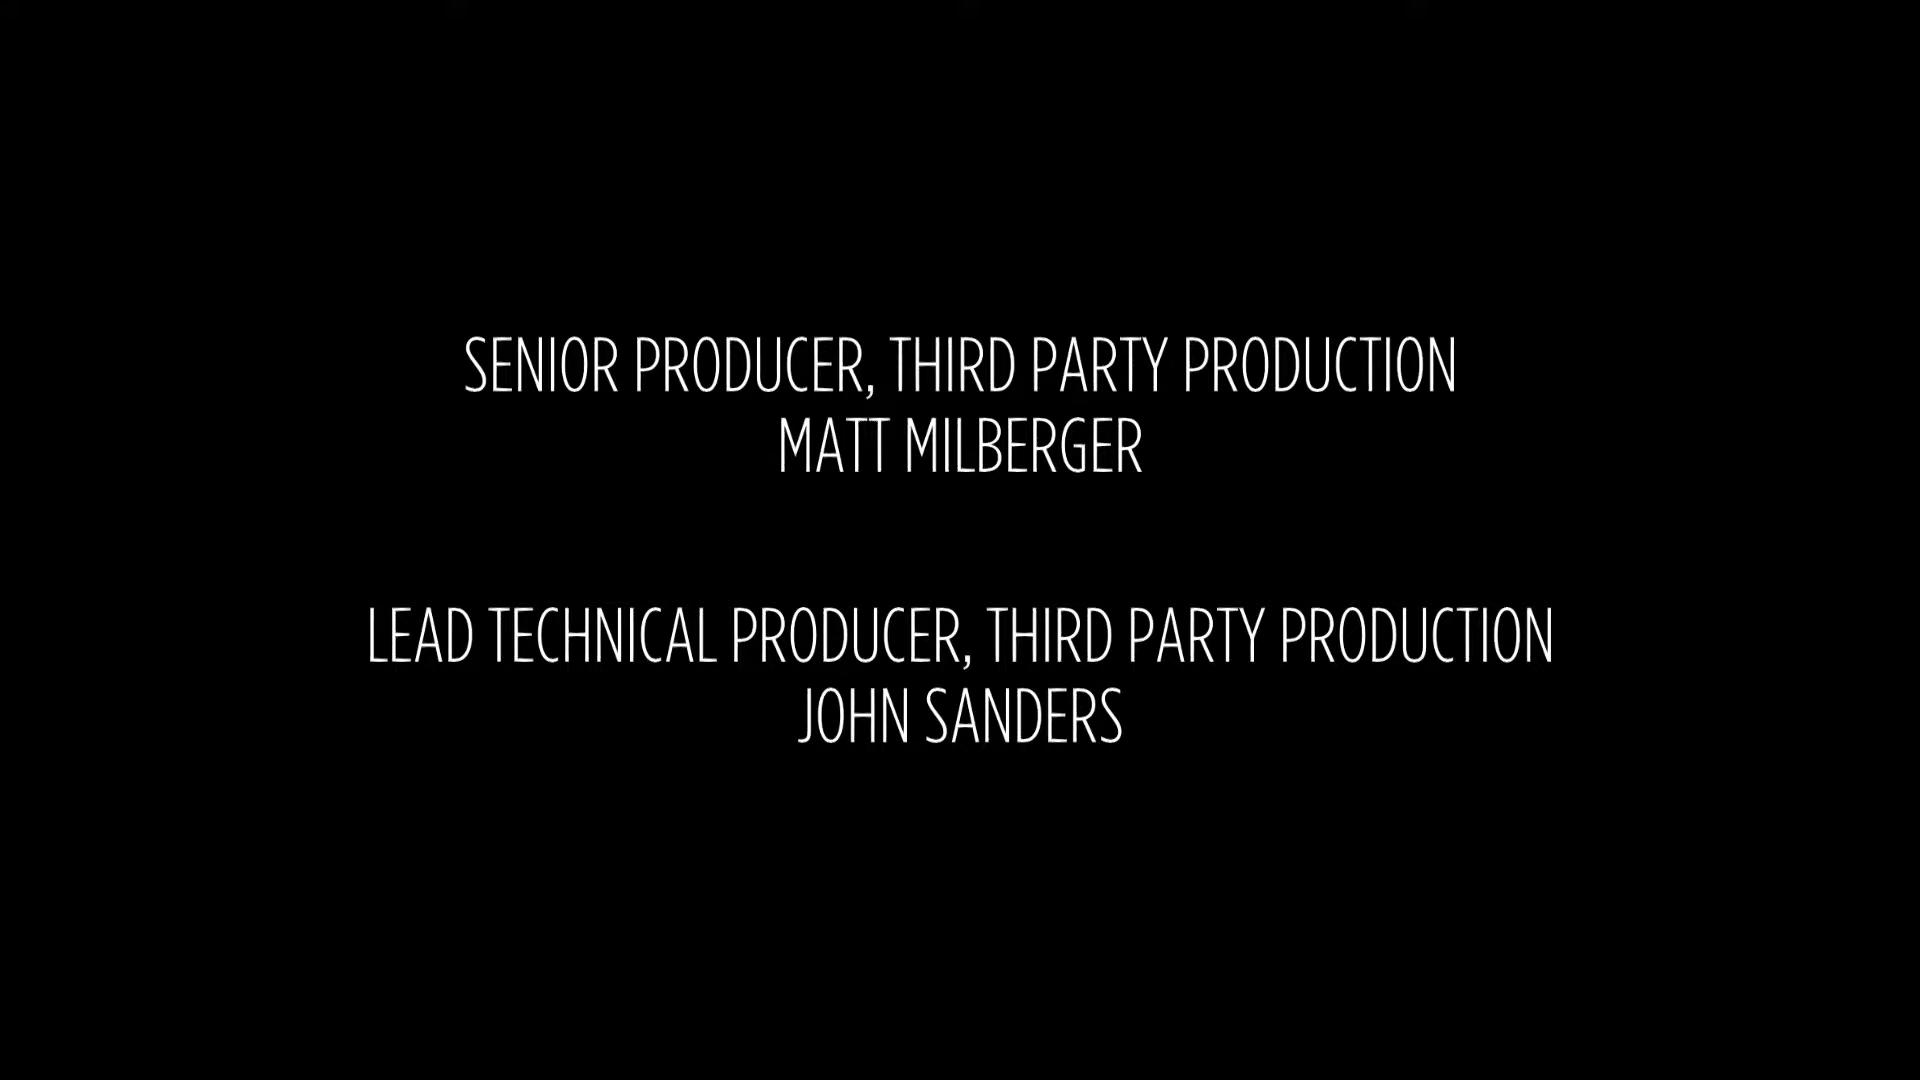 SENIOR PRODUCER, THIRD PARTY PRODUCTION
MATT MILBERGER
LEAD TECHNICAL PRODUCER, THIRD PARTY PRODUCTION
JOHN SANDERS